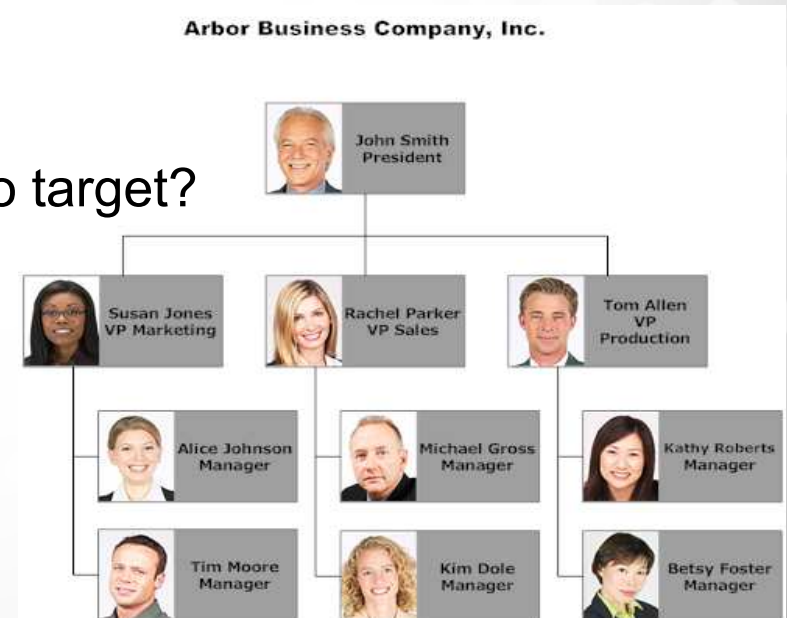 Arbor Business Company, Inc.
John Smith
President
target?
Susan Jones
VP Marketing
Rachel Parker
VP Sales
Tom Allen
VP
Production
Alice Johnson
Manager
Michael Gross
Manager
Kathy Roberts
Manager
Tim Moore
Manager
Kim Dole
Manager
Betsy Foster
Manager